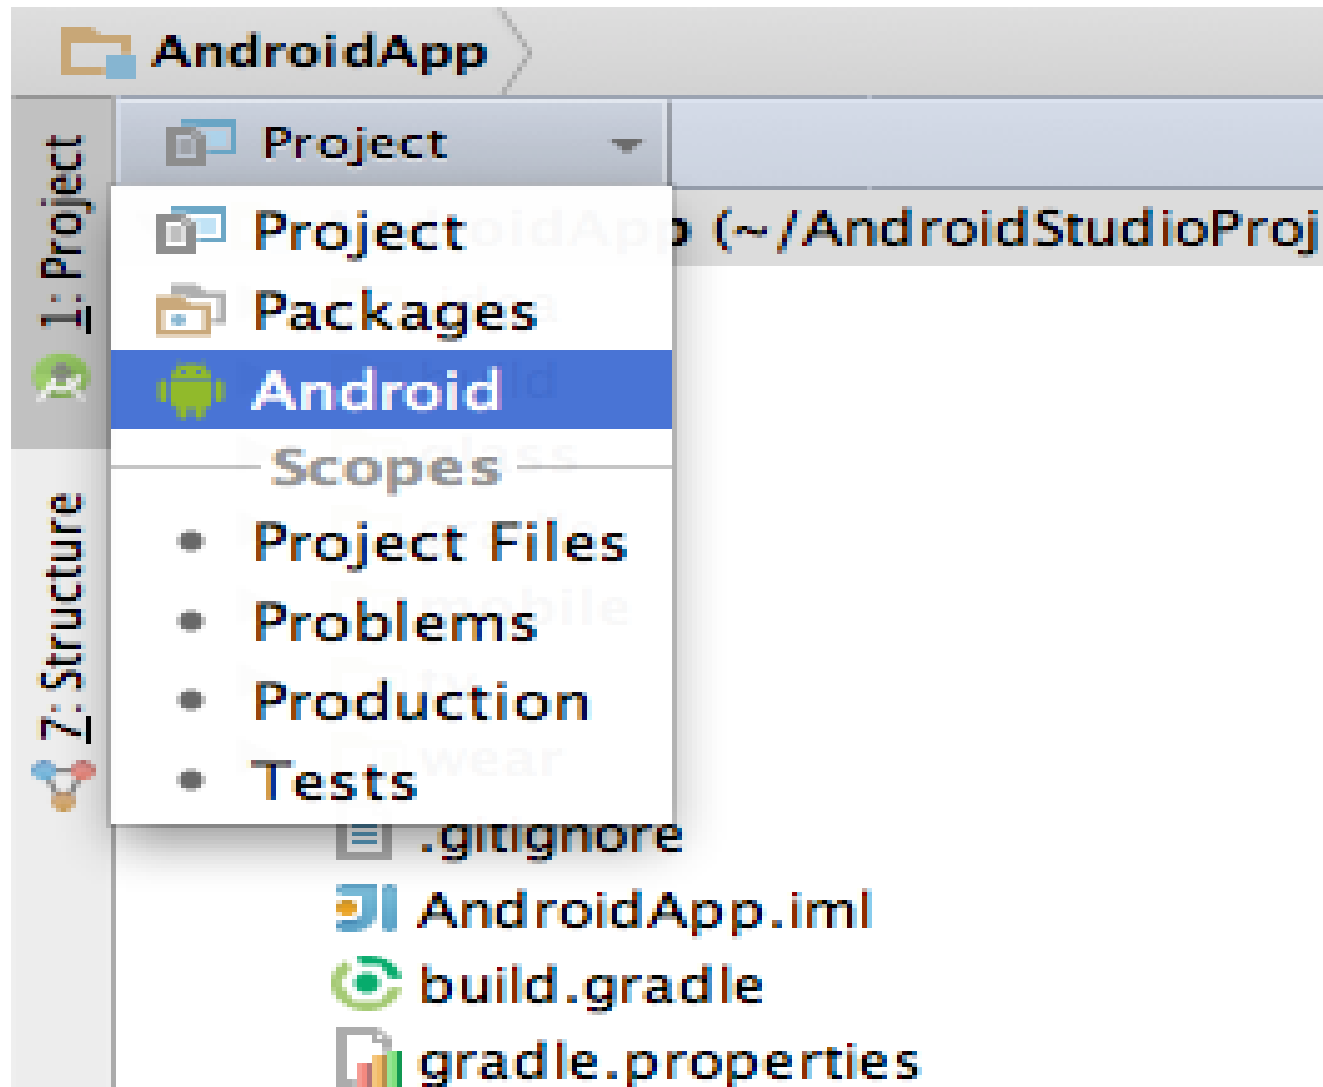 AndroidApp
1: Project
7: Structure
Project
Project
Packages
Android
Scopes
Project Files
Problems
Production
Tests
(~/AndroidStudioProj
.gitignore
AndroidApp.iml
build.gradle
gradle.properties